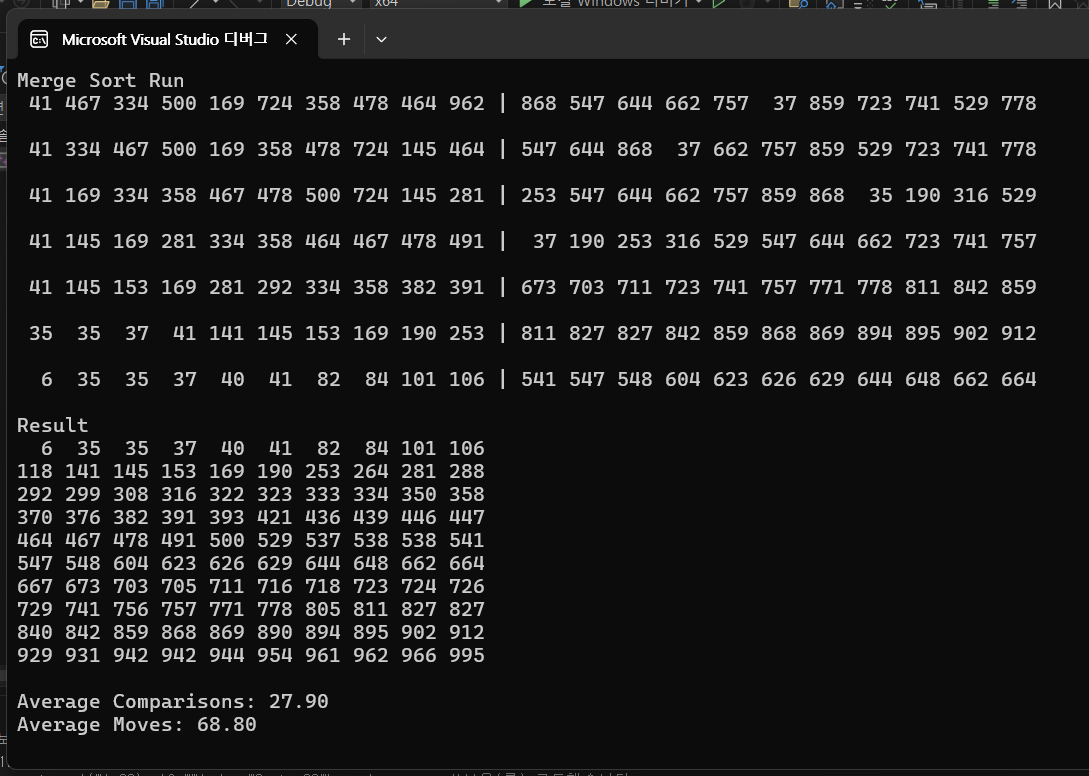 Debug x64 로컬 Windows 디버거
Microsoft Visual Studio 디버그
Merge Sort Run
41 467 334 500 169 724 358 478 464 962 | 868 547 644 662 757 37 859 723 741 529 778
41 334 467 500 169 358 478 724 145 464 | 547 644 868 37 662 757 859 529 723 741 778
41 169 334 358 467 478 500 724 145 281 | 253 547 644 662 757 859 868 35 190 316 529
41 145 169 281 334 358 464 467 478 491 | 37 190 253 316 529 547 644 662 723 741 757
41 145 153 169 281 292 334 358 382 391 | 673 703 711 723 741 757 771 778 811 842 859
35 35 37 41 141 145 153 169 190 253 | 811 827 827 842 859 868 869 894 895 902 912
6 35 35 37 40 41 82 84 101 106 | 541 547 548 604 623 626 629 644 648 662 664
Result
6 35 35 37 40 41 82 84 101 106
118 141 145 153 169 190 253 264 281 288
292 299 308 316 322 323 333 334 350 358
370 376 382 391 393 421 436 439 446 447
464 467 478 491 500 529 537 538 538 541
547 548 604 623 626 629 644 648 662 664
667 673 703 705 711 716 718 723 724 726
729 741 756 757 771 778 805 811 827 827
840 842 859 868 869 890 894 895 902 912
929 931 942 942 944 954 961 962 966 995
Average Comparisons: 27.90
Average Moves: 68.80